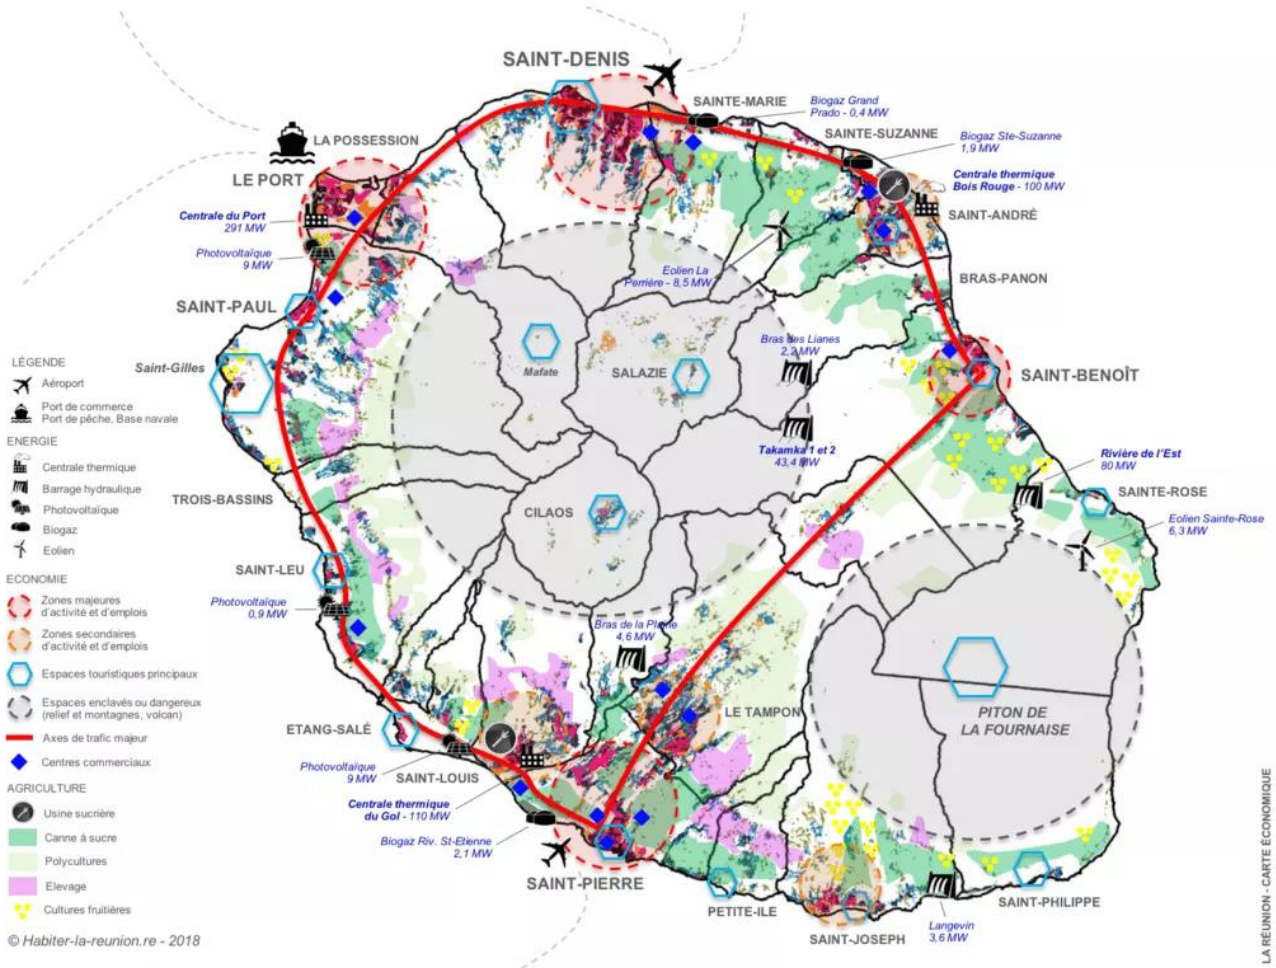 SAINT-DENIS
SAINTE-MARIE
Biogaz Grand
Prado - 0,4 MW
SAINTE-SUZANNE
Biogaz Ste-Suzanne
1,9 MW
LA POSSESSION
LE PORT
Centrale thermique
Bois Rouge - 100 MW
SAINT-ANDRÉ
Centrale du Port
291 MW
Photovoltaïque
9 MW
Eolien La
Perrière - 8,5 MW
BRAS-PANON
SAINT-PAUL
Bras des Lianes
2,2 MW
Saint-Gilles
Mafate
SALAZIE
SAINT-BENOÎT
LÉGENDE
Aéroport
Port de commerce
Port de pêche, Base navale
ENERGIE
Centrale thermique
Barrage hydraulique
Photovoltaïque
Biogaz
Eolien
Takamka 1 et 2
43,4 MW
Rivière de l'Est
80 MW
TROIS-BASSINS
CILAOS
SAINTE-ROSE
Eolien Sainte-Rose
6,3 MW
SAINT-LEU
Photovoltaïque
0,9 MW
ECONOMIE
Zones majeures
d'activité et d'emplois
Zones secondaires
d'activité et d'emplois
Espaces touristiques principaux
Espaces enclavés ou dangereux
(relief et montagnes, volcan)
Axes de trafic majeur
Centres commerciaux
Bras de la Plaine
4,6 MW
LE TAMPON
PITON DE
LA FOURNAISE
ETANG-SALÉ
Photovoltaïque
9 MW
SAINT-LOUIS
Centrale thermique
du Gol - 110 MW
Biogaz Riv. St-Etienne
2,1 MW
AGRICULTURE
Usine sucrière
Canne à sucre
Polycultures
Elevage
Cultures fruitières
SAINT-PIERRE
PETITE-ILE
SAINT-JOSEPH
Langevin
3,6 MW
SAINT-PHILIPPE
© Habiter-la-reunion.re - 2018
LA RÉUNION - CARTE ÉCONOMIQUE